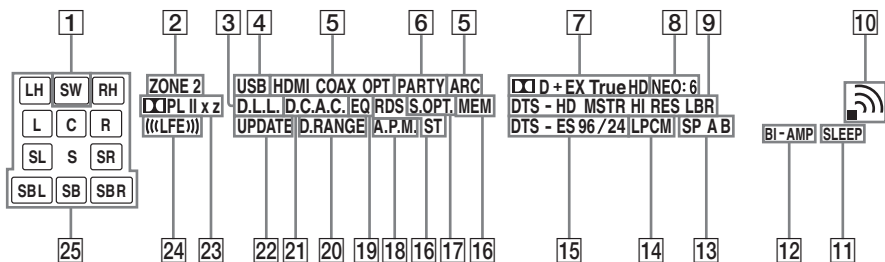 1 2 3 4 5 6 5 7 8 9 10
LH SW RH
L C R
SL S SR
SBL SB SBR
ZONE 2 USB HDMI COAX OPT PARTY ARC D + EX True HD NEO: 6
PL II x z D.L.L. D.C.A.C. EQ RDS S.OPT. MEM DTS - HD MSTR HI RES LBR
(((LFE))) UPDATE D.RANGE A.P.M. ST DTS - ES 96/24 LPCM SP A B
BI - AMP SLEEP
25 24 23 22 21 20 19 18 16 17 16 15 14 13 12 11